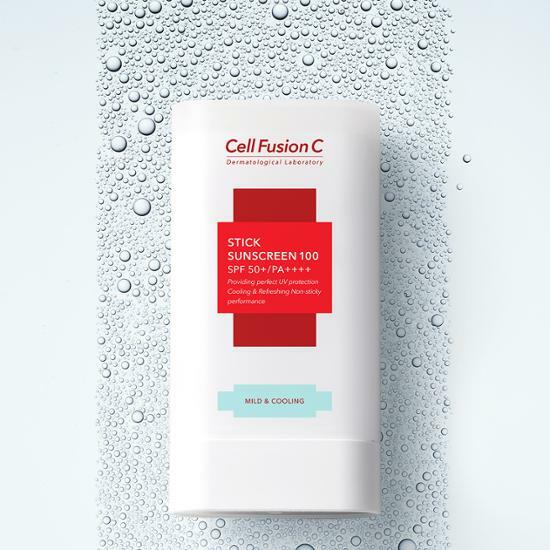 Cell Fusion C
Dermatological Laboratory
STICK
SUNSCREEN 100
SPF 50+/PA++++
Providing perfect UV protection
Cooling & Refreshing Non-sticky
performance
MILD & COOLING